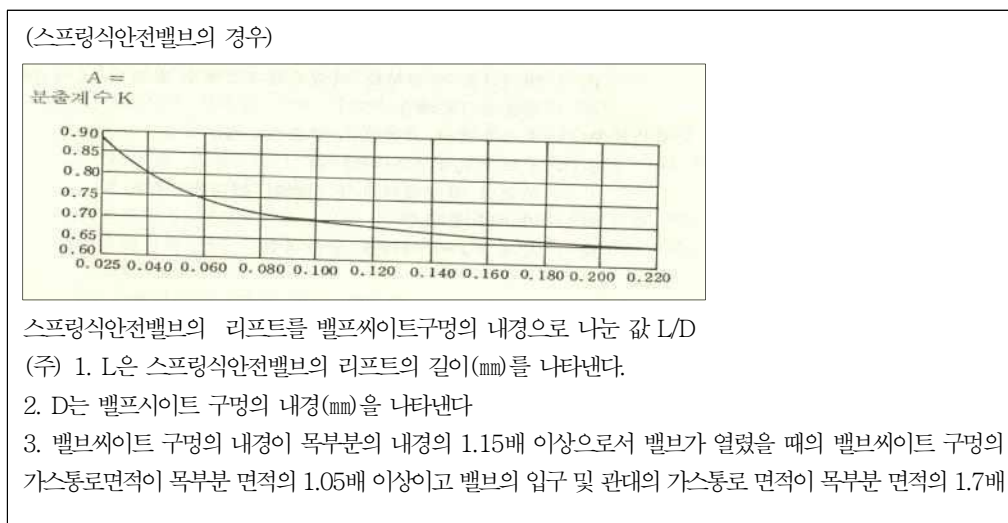 (스프링식안전밸브의 경우)
A =
분출계수 K
0.90
0.85
0.80
0.75
0.70
0.65
0.60
0.025 0.040 0.060 0.080 0.100 0.120 0.140 0.160 0.180 0.200 0.220
스프링식안전밸브의 리프트를 밸프씨이트구멍의 내경으로 나눈 값 L/D
(주) 1. L은 스프링식안전밸브의 리프트의 길이(㎜)를 나타낸다.
2. D는 밸프시이트 구멍의 내경(㎜)을 나타낸다
3. 밸브씨이트 구멍의 내경이 목부분의 내경의 1.15배 이상으로서 밸브가 열렸을 때의 밸브씨이트 구멍의
가스통로면적이 목부분 면적의 1.05배 이상이고 밸브의 입구 및 관대의 가스통로 면적이 목부분 면적의 1.7배